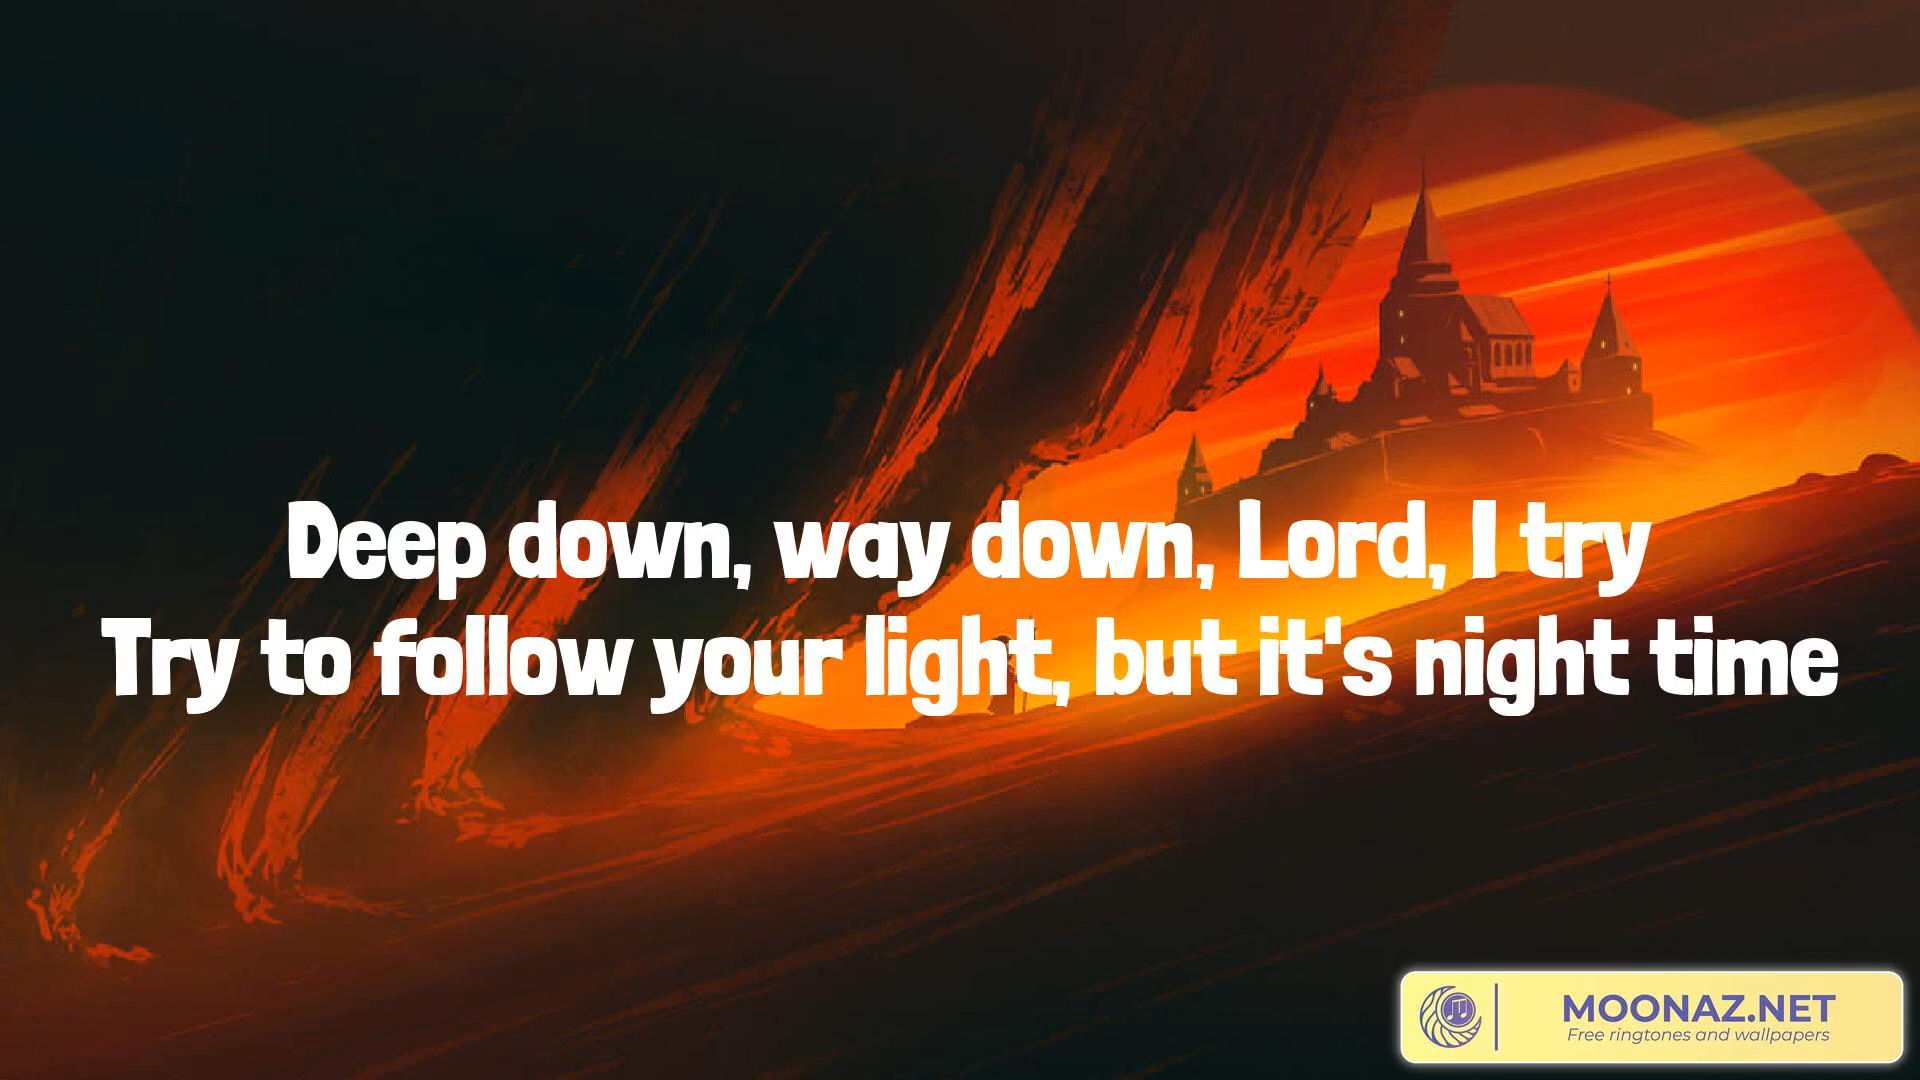 Deep down, way down, Lord, I try
Try to follow your light, but it's night time
MOONAZ.NET
Free ringtones and wallpapers